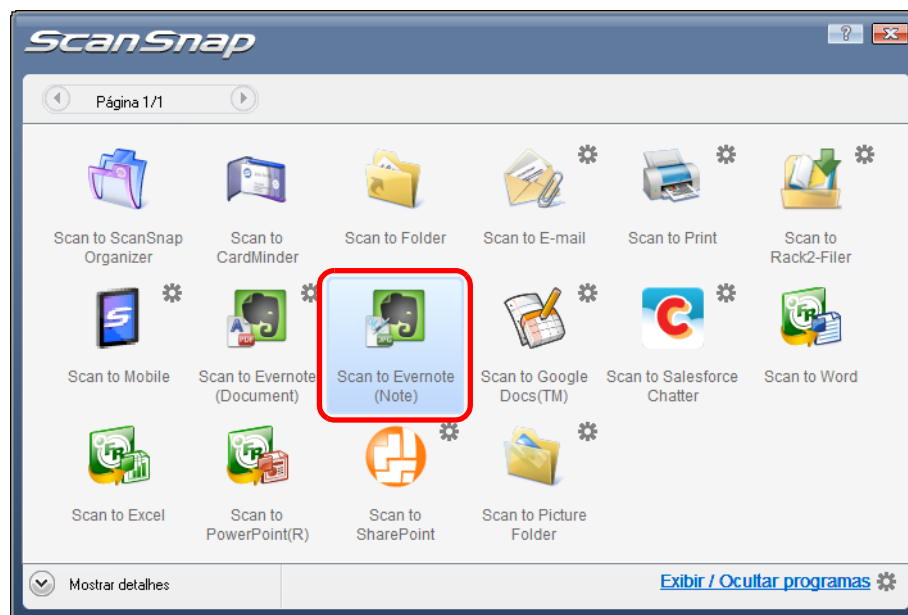 ScanSnap
Página 1/1
Scan to ScanSnap
Organizer
Scan to
CardMinder
Scan to Folder
Scan to E-mail
Scan to Print
Scan to
Rack2-Filer
Scan to Mobile
Scan to Evernote
(Document)
Scan to Evernote
(Note)
Scan to Google
Docs(TM)
Scan to Salesforce
Chatter
Scan to Word
Scan to Excel
Scan to
PowerPoint(R)
Scan to
SharePoint
Scan to Picture
Folder
Mostrar detalhes
Exibir / Ocultar programas